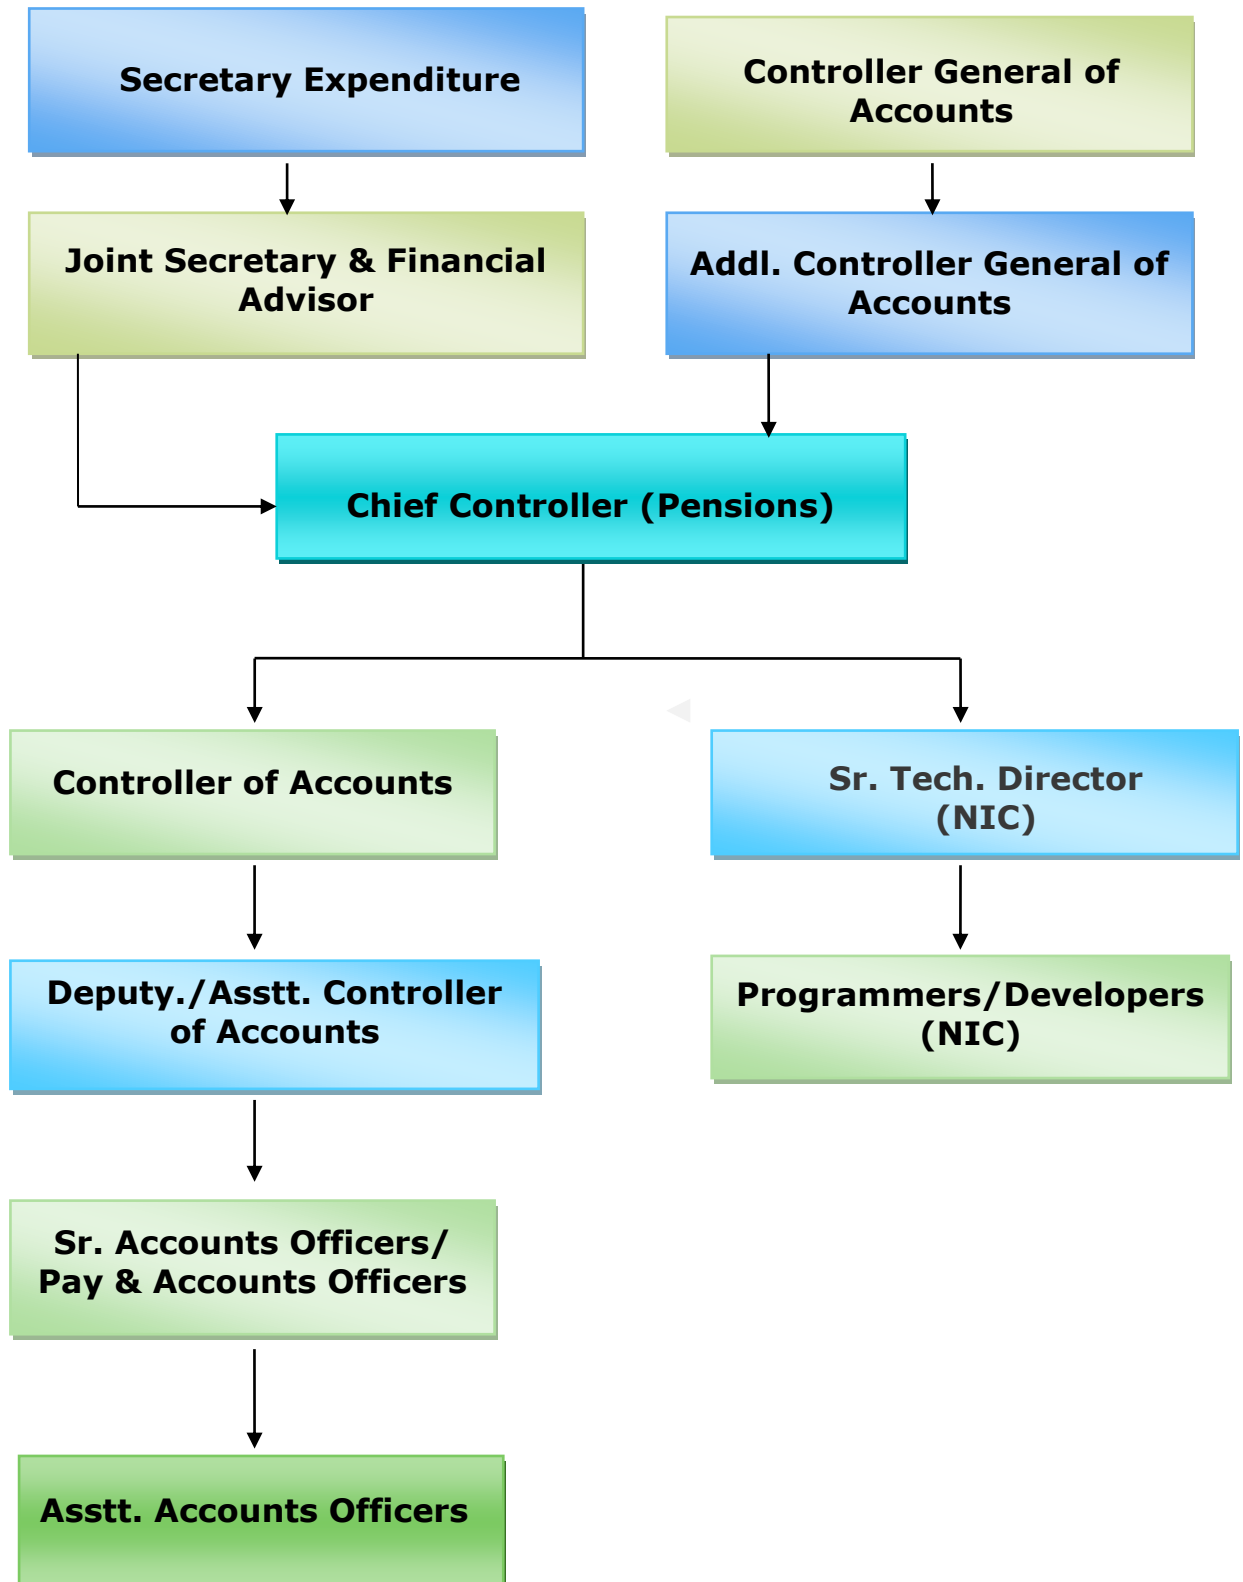 Secretary Expenditure
Controller General of
Accounts
Joint Secretary & Financial
Advisor
Addl. Controller General of
Accounts
Chief Controller (Pensions)
Controller of Accounts
Sr. Tech. Director
(NIC)
Deputy./Asstt. Controller
of Accounts
Programmers/Developers
(NIC)
Sr. Accounts Officers/
Pay & Accounts Officers
Asstt. Accounts Officers